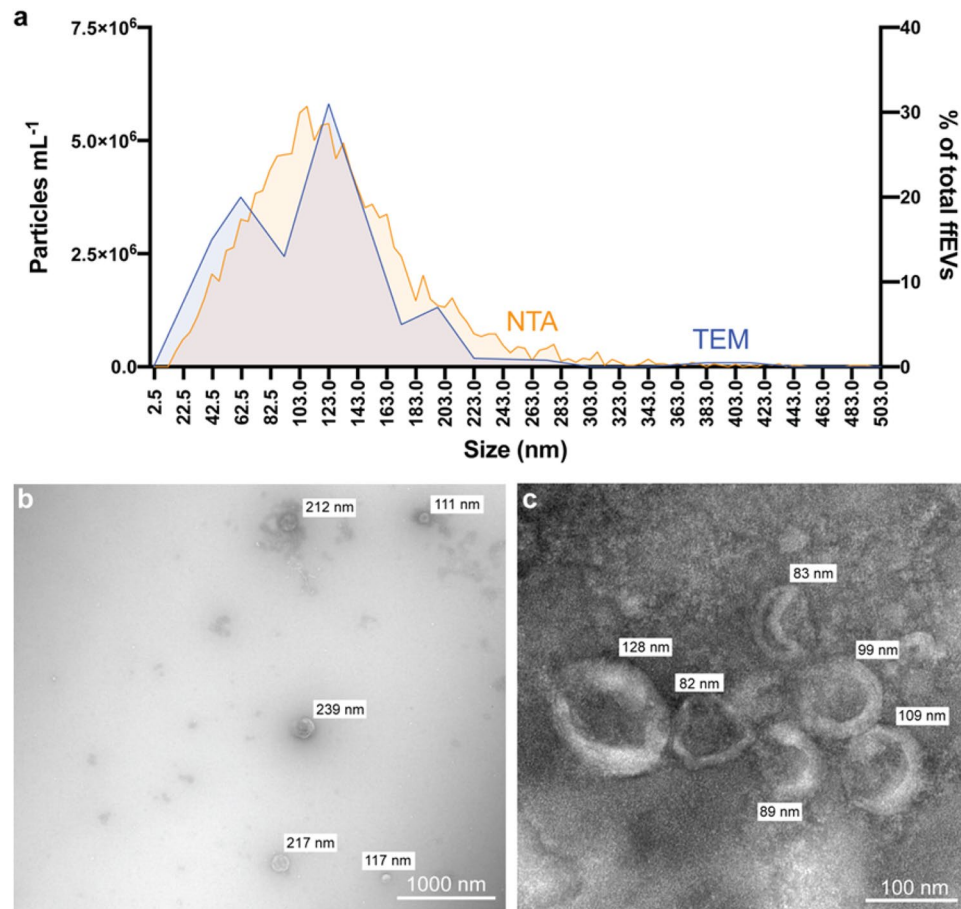 a
7.5×10⁶
5.0×10⁶
2.5×10⁶
0.0
Particles mL⁻¹
40
30
20
10
0
% of total ffEVs
NTA
TEM
2.5
22.5
42.5
62.5
82.5
103.0
123.0
143.0
163.0
183.0
203.0
223.0
243.0
263.0
283.0
303.0
323.0
343.0
363.0
383.0
403.0
423.0
443.0
463.0
483.0
503.0
Size (nm)
b
212 nm
111 nm
239 nm
217 nm
117 nm
1000 nm
c
83 nm
128 nm
82 nm
99 nm
109 nm
89 nm
100 nm